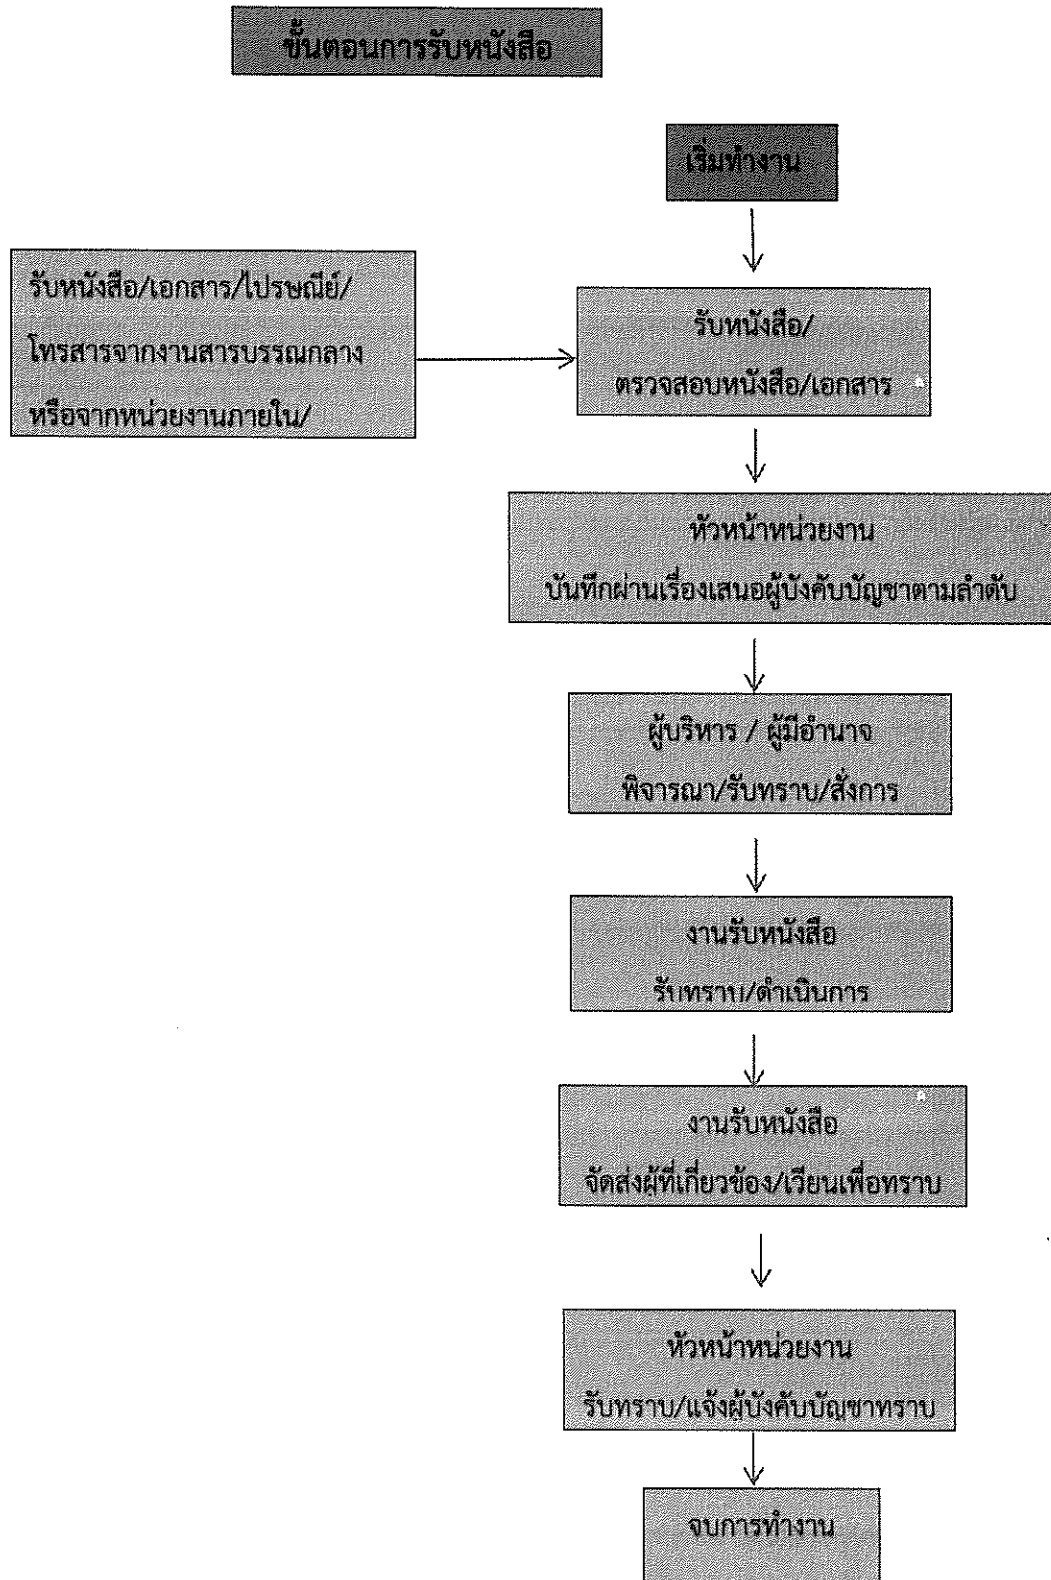 ขั้นตอนการรับหนังสือ
เริ่มทำงาน
รับหนังสือ/เอกสาร/ไปรษณีย์/
โทรสารจากงานสารบรรณกลาง
หรือจากหน่วยงานภายใน/
รับหนังสือ/
ตรวจสอบหนังสือ/เอกสาร
หัวหน้าหน่วยงาน
บันทึกผ่านเรื่องเสนอผู้บังคับบัญชาตามลำดับ
ผู้บริหาร / ผู้มีอำนาจ
พิจารณา/รับทราบ/สั่งการ
งานรับหนังสือ
รับทราบ/ดำเนินการ
งานรับหนังสือ
จัดส่งผู้ที่เกี่ยวข้อง/เวียนเพื่อทราบ
หัวหน้าหน่วยงาน
รับทราบ/แจ้งผู้บังคับบัญชาทราบ
จบการทำงาน